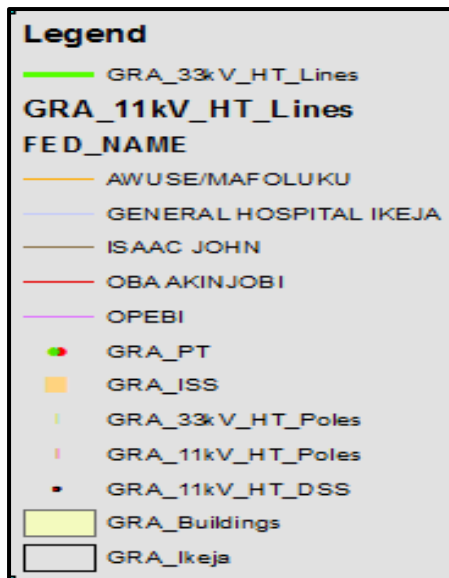 Legend
GRA_33kV_HT_Lines
GRA_11kV_HT_Lines
FED_NAME
AWUSE/MAFOLUKU
GENERAL HOSPITAL IKEJA
ISAAC JOHN
OBA AKINJOBI
OPEBI
GRA_PT
GRA_ISS
GRA_33kV_HT_Poles
GRA_11kV_HT_Poles
GRA_11kV_HT_DSS
GRA_Buildings
GRA_Ikeja